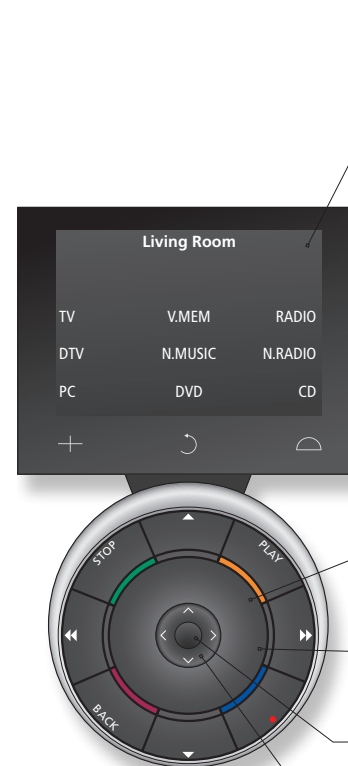 Living Room
TV V.MEM RADIO
DTV N.MUSIC N.RADIO
PC DVD CD
STOP PLAY
BACK